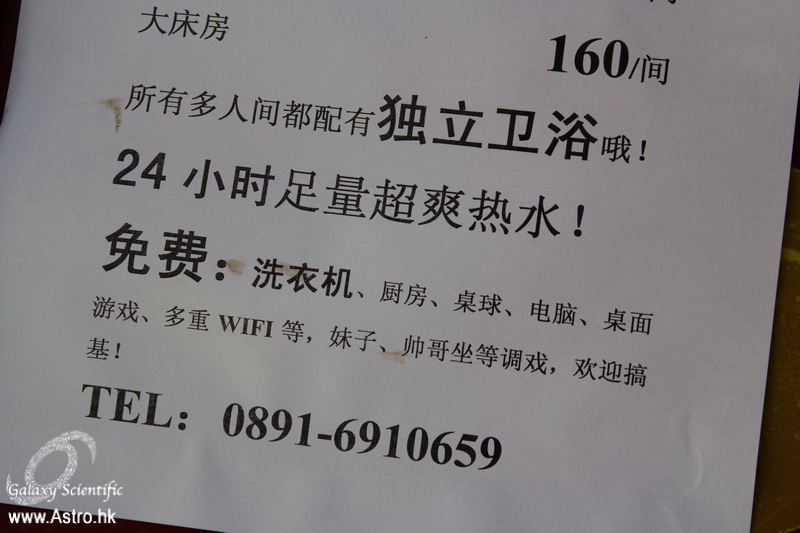 大床房 160/间
所有多人间都配有独立卫浴哦！
24 小时足量超爽热水！
免费：洗衣机、厨房、桌球、电脑、桌面
游戏、多重 WIFI 等，妹子、帅哥坐等调戏，欢迎搞
基！
TEL： 0891-6910659
Galaxy Scientific
www.Astro.hk